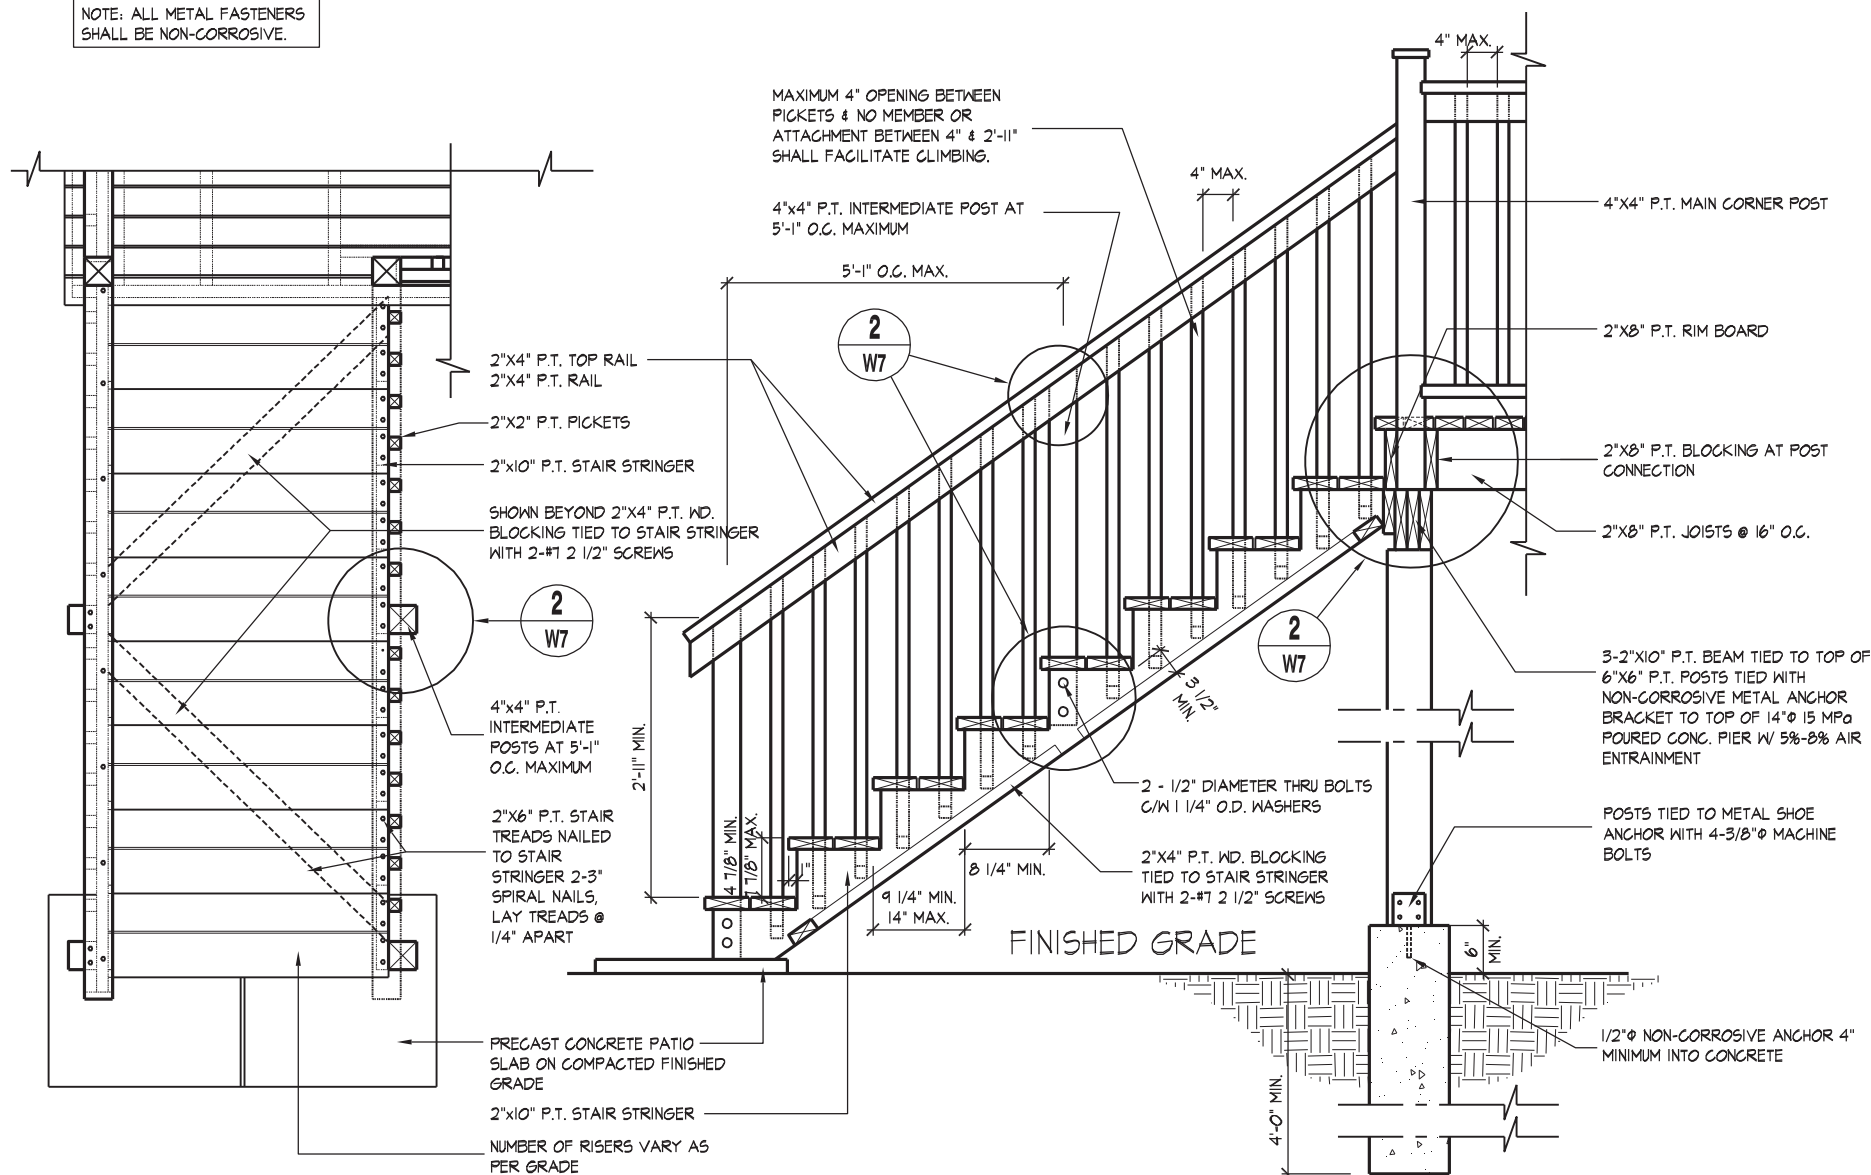 NOTE: ALL METAL FASTENERS
SHALL BE NON-CORROSIVE.
4" MAX.
MAXIMUM 4" OPENING BETWEEN
PICKETS & NO MEMBER OR
ATTACHMENT BETWEEN 4" & 2'-11"
SHALL FACILITATE CLIMBING.
4" MAX.
4"x4" P.T. INTERMEDIATE POST AT
5'-1" O.C. MAXIMUM
4"X4" P.T. MAIN CORNER POST
5'-1" O.C. MAX.
2
W7
2"X8" P.T. RIM BOARD
2"X4" P.T. TOP RAIL
2"X4" P.T. RAIL
2"X2" P.T. PICKETS
2"x10" P.T. STAIR STRINGER
2"X8" P.T. BLOCKING AT POST
CONNECTION
SHOWN BEYOND 2"X4" P.T. WD.
BLOCKING TIED TO STAIR STRINGER
WITH 2-#7 2 1/2" SCREWS
2"X8" P.T. JOISTS @ 16" O.C.
2
W7
2
W7
3-2"X10" P.T. BEAM TIED TO TOP OF
6"X6" P.T. POSTS TIED WITH
NON-CORROSIVE METAL ANCHOR
BRACKET TO TOP OF 14"Φ 15 MPa
POURED CONC. PIER W/ 5%-8% AIR
ENTRAINMENT
4"x4" P.T.
INTERMEDIATE
POSTS AT 5'-1"
O.C. MAXIMUM
2'-11" MIN.
3 1/2"
MIN.
2 - 1/2" DIAMETER THRU BOLTS
C/W 1 1/4" O.D. WASHERS
2"X6" P.T. STAIR
TREADS NAILED
TO STAIR
STRINGER 2-3"
SPIRAL NAILS,
LAY TREADS @
1/4" APART
POSTS TIED TO METAL SHOE
ANCHOR WITH 4-3/8"Φ MACHINE
BOLTS
4 7/8" MIN.
7 7/8" MAX.
1"
8 1/4" MIN.
9 1/4" MIN.
14" MAX.
2"X4" P.T. WD. BLOCKING
TIED TO STAIR STRINGER
WITH 2-#7 2 1/2" SCREWS
FINISHED GRADE
6"
MIN.
PRECAST CONCRETE PATIO
SLAB ON COMPACTED FINISHED
GRADE
1/2"Φ NON-CORROSIVE ANCHOR 4"
MINIMUM INTO CONCRETE
4'-0" MIN.
2"x10" P.T. STAIR STRINGER
NUMBER OF RISERS VARY AS
PER GRADE